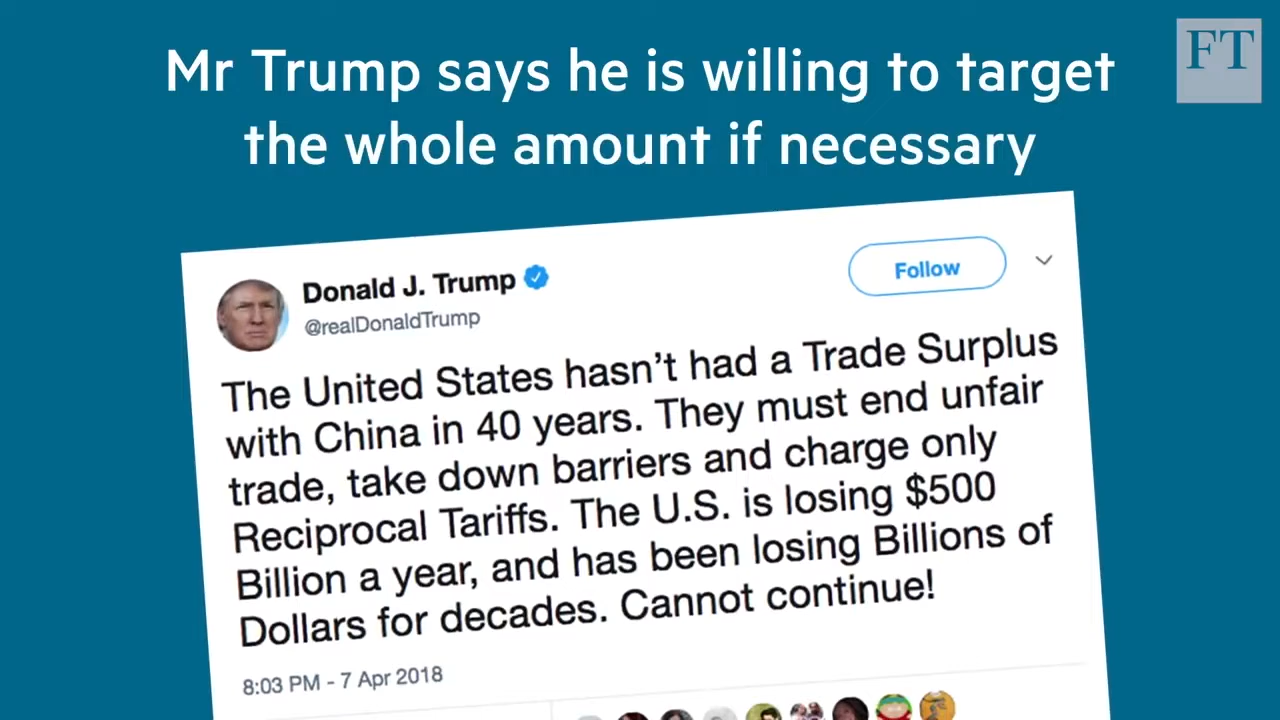 Mr Trump says he is willing to target
the whole amount if necessary
FT
Donald J. Trump
@realDonaldTrump
Follow
The United States hasn’t had a Trade Surplus
with China in 40 years. They must end unfair
trade, take down barriers and charge only
Reciprocal Tariffs. The U.S. is losing $500
Billion a year, and has been losing Billions of
Dollars for decades. Cannot continue!
8:03 PM - 7 Apr 2018